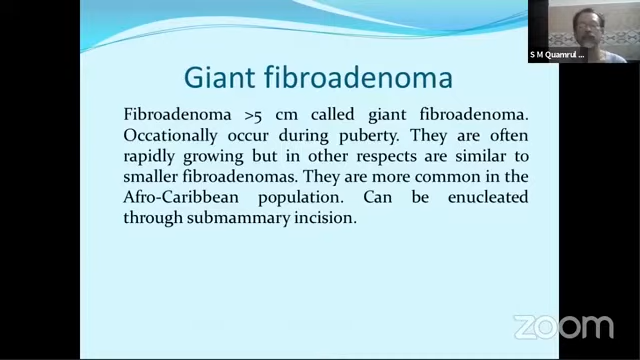 S M Quamrul ...
Giant fibroadenoma
Fibroadenoma >5 cm called giant fibroadenoma.
Occationally occur during puberty. They are often
rapidly growing but in other respects are similar to
smaller fibroadenomas. They are more common in the
Afro-Caribbean population. Can be enucleated
through submammary incision.
zoom